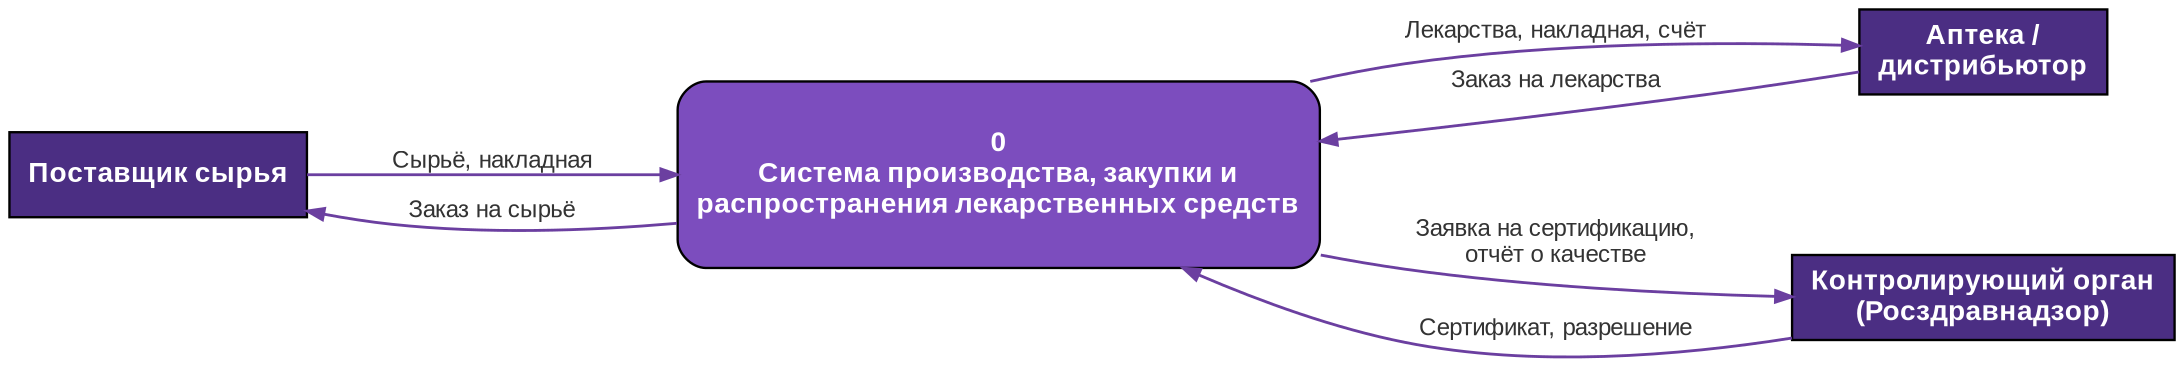 Поставщик сырья
Сырьё, накладная
Заказ на сырьё
0
Система производства, закупки и
распространения лекарственных средств
Лекарства, накладная, счёт
Заказ на лекарства
Аптека /
дистрибьютор
Заявка на сертификацию,
отчёт о качестве
Сертификат, разрешение
Контролирующий орган
(Росздравнадзор)